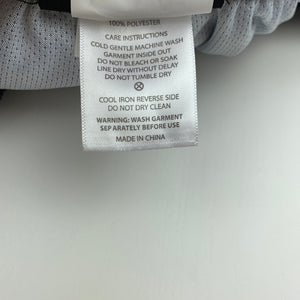 100% POLYESTER
CARE INSTRUCTIONS
COLD GENTLE MACHINE WASH
GARMENT INSIDE OUT
DO NOT BLEACH OR SOAK
LINE DRY WITHOUT DELAY
DO NOT TUMBLE DRY
COOL IRON REVERSE SIDE
DO NOT DRY CLEAN
WARNING: WASH GARMENT
SEPARATELY BEFORE USE
MADE IN CHINA